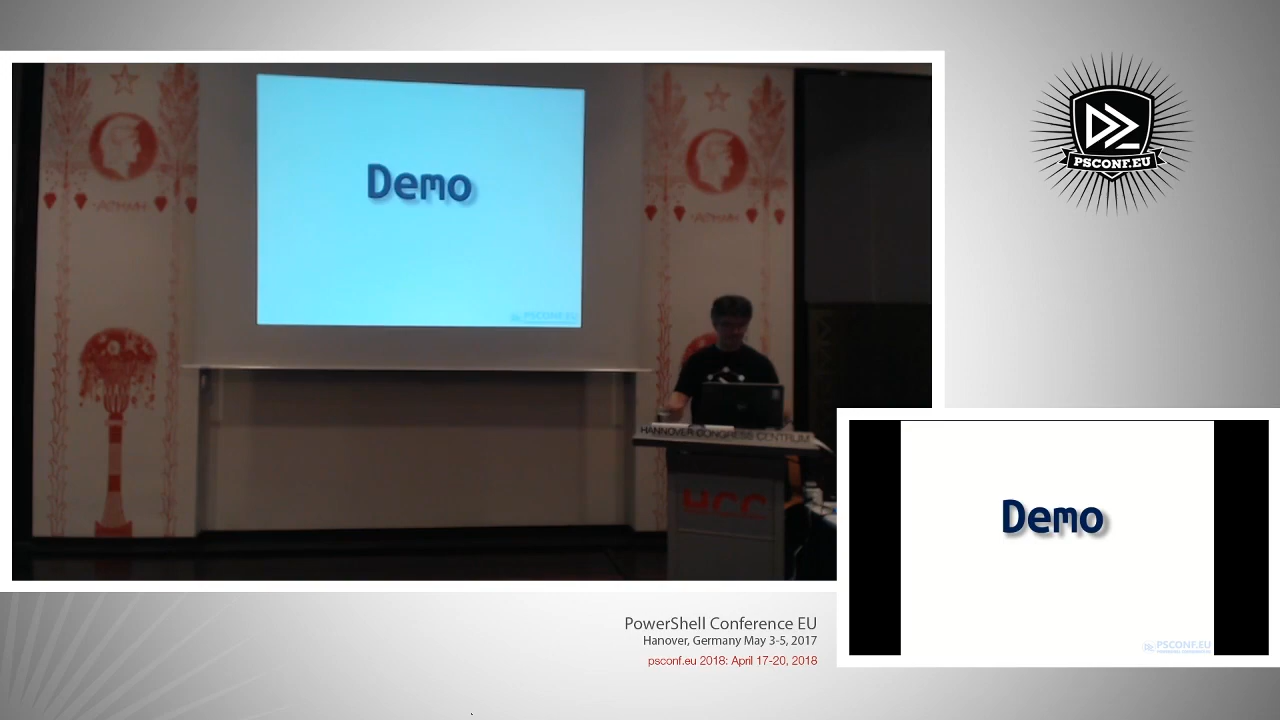 Demo
PSCONF.EU
HANNOVER CONGRESS CENTRUM
HCC
PSCONF.EU
Demo
PSCONF.EU
PowerShell Conference EU
Hanover, Germany May 3-5, 2017
psconf.eu 2018: April 17-20, 2018